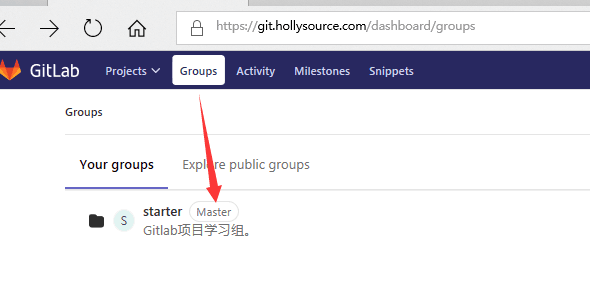 https://git.hollysource.com/dashboard/groups
GitLab Projects Groups Activity Milestones Snippets
Groups
Your groups Explore public groups
S starter Master
Gitlab项目学习组。